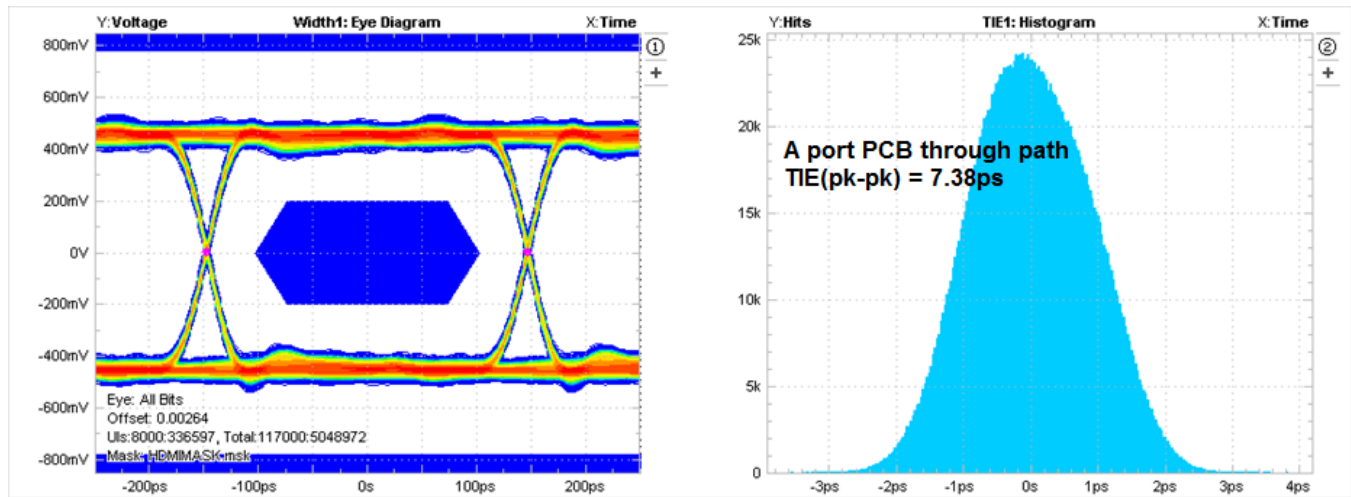 Y:Voltage Width1: Eye Diagram X:Time
800mV
600mV
400mV
200mV
0V
-200mV
-400mV
-600mV
-800mV
Eye: All Bits
Offset: 0.00264
UIs:8000:336597, Total:117000:5048972
Mask: HDMIMASK.msk
-200ps -100ps 0s 100ps 200ps
①
+
Y:Hits TIE1: Histogram X:Time
25k
20k
15k
10k
5k
0
A port PCB through path
TIE(pk-pk) = 7.38ps
-3ps -2ps -1ps 0s 1ps 2ps 3ps 4ps
②
+